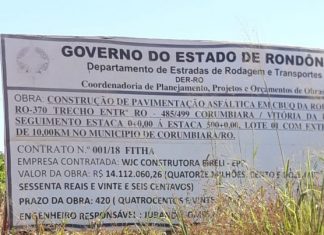 GOVERNO DO ESTADO DE RONDÔN
Departamento de Estradas de Rodagem e Transportes
DER-RO
Coordenadoria de Planejamento, Projetos e Orçamentos de Obras
OBRA: CONSTRUÇÃO DE PAVIMENTAÇÃO ASFÁLTICA EM CBUQ DA RO
RO-370 TRECHO ENTRº RO - 485/499 CORUMBIARA / VITÓRIA DA
SEGUIMENTO ESTACA 0+0,00 Á ESTACA 500+0,00, LOTE 01 COM
DE 10,00KM NO MUNICIPIO DE CORUMBIARA/RO.
CONTRATO N.º 001/18 FITHA
EMPRESA CONTRATADA: WJC CONSTRUTORA EIRELI - EPP
VALOR DA OBRA: R$ 14.112.060,26 (QUATORZE MILHÕES,
SESSENTA REAIS E VINTE E SEIS CENTAVOS)
PRAZO DA OBRA: 420 ( QUATROCENTOS E VINTE
ENGENHEIRO RESPONSÁVEL :